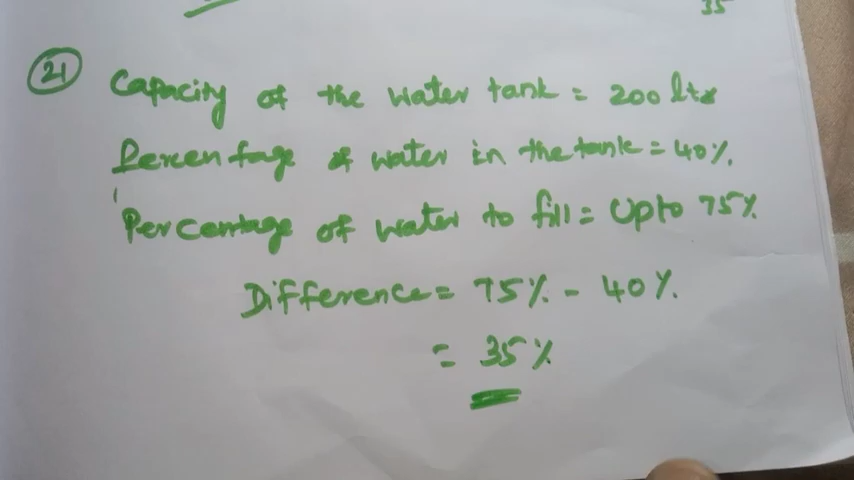 35
21 Capacity of the water tank = 200 ltr
Percentage of water in the tank = 40%.
Percentage of water to fill = Upto 75%
Difference = 75% - 40%.
= 35%